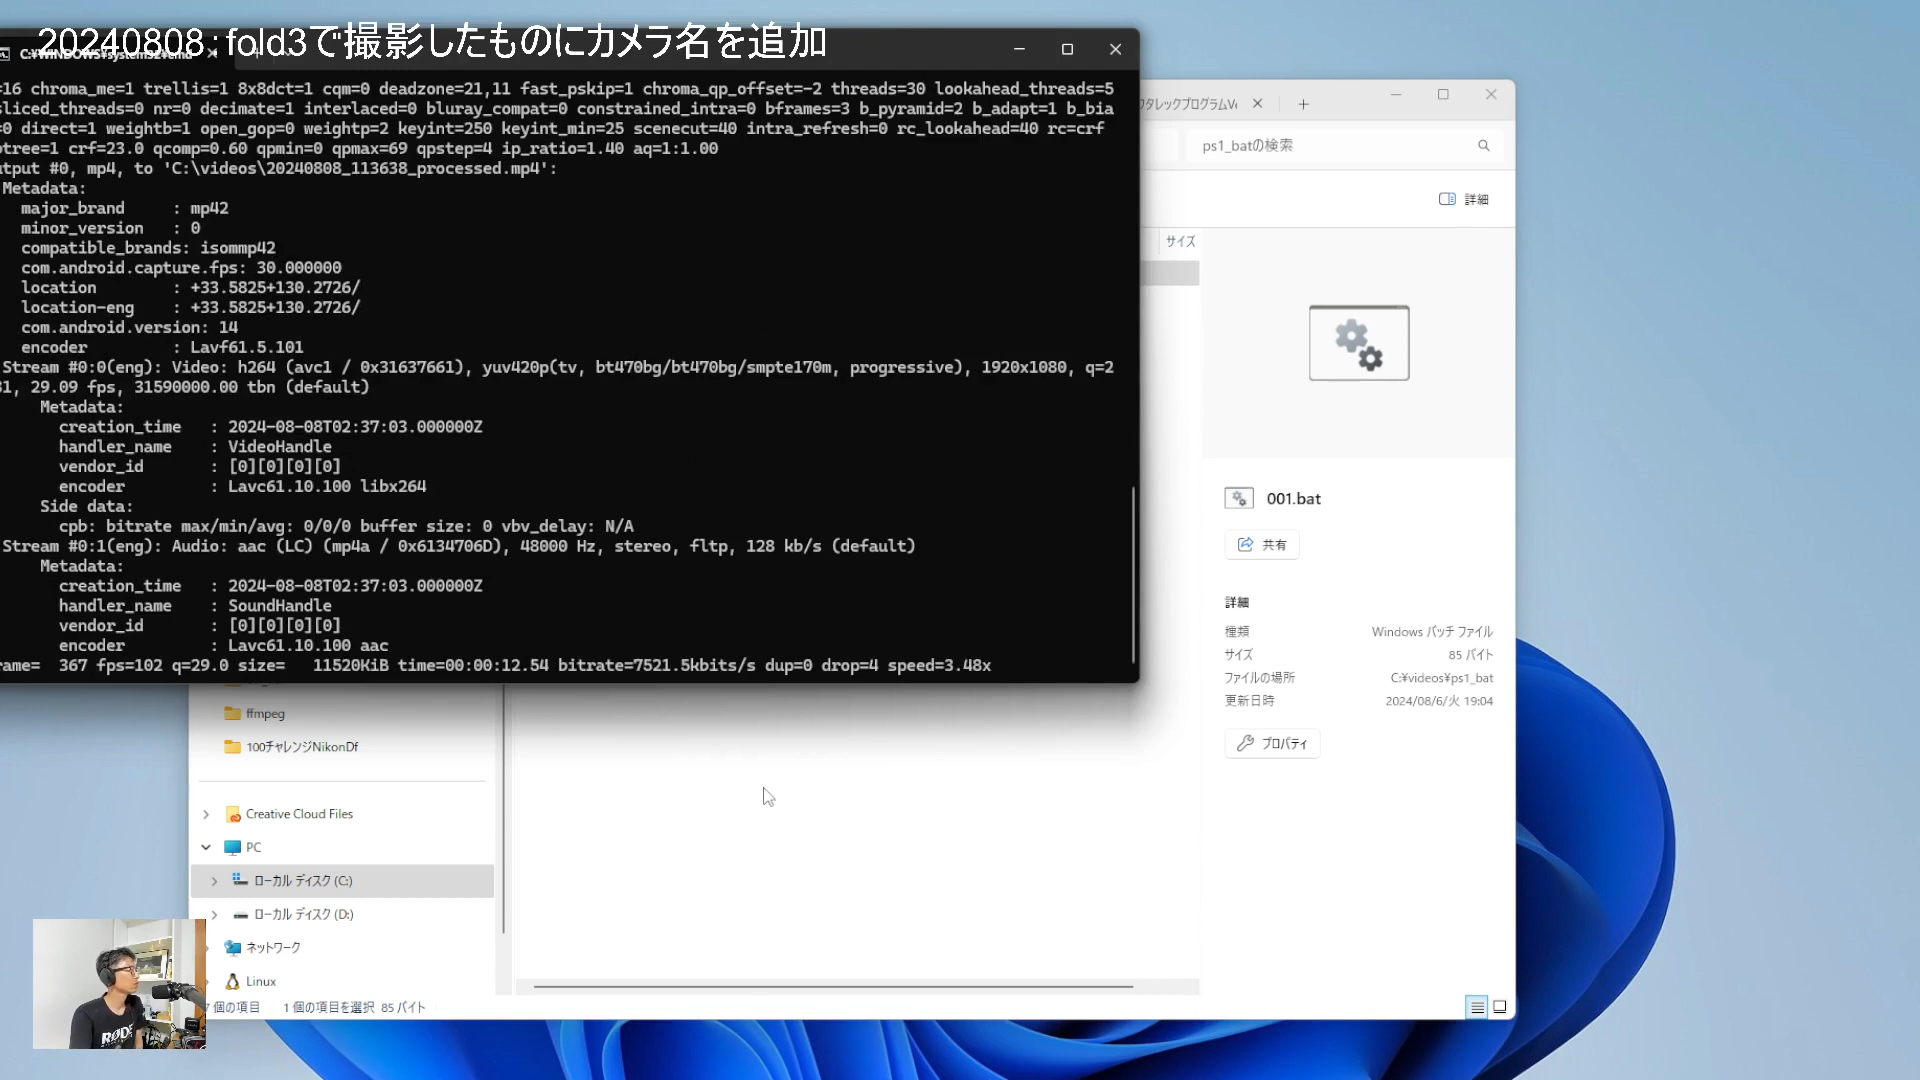 20240808：fold3で撮影したものにカメラ名を追加
C:¥WINDOWS¥system32¥cmd
=16 chroma_me=1 trellis=1 8x8dct=1 cqm=0 deadzone=21,11 fast_pskip=1 chroma_qp_offset=-2 threads=30 lookahead_threads=5
sliced_threads=0 nr=0 decimate=1 interlaced=0 bluray_compat=0 constrained_intra=0 bframes=3 b_pyramid=2 b_adapt=1 b_bia
=0 direct=1 weightb=1 open_gop=0 weightp=2 keyint=250 keyint_min=25 scenecut=40 intra_refresh=0 rc_lookahead=40 rc=crf
btree=1 crf=23.0 qcomp=0.60 qpmin=0 qpmax=69 qpstep=4 ip_ratio=1.40 aq=1:1.00
utput #0, mp4, to 'C:\videos\20240808_113638_processed.mp4':
Metadata:
major_brand : mp42
minor_version : 0
compatible_brands: isommp42
com.android.capture.fps: 30.000000
location : +33.5825+130.2726/
location-eng : +33.5825+130.2726/
com.android.version: 14
encoder : Lavf61.5.101
Stream #0:0(eng): Video: h264 (avc1 / 0x31637661), yuv420p(tv, bt470bg/bt470bg/smpte170m, progressive), 1920x1080, q=2
31, 29.09 fps, 31590000.00 tbn (default)
Metadata:
creation_time : 2024-08-08T02:37:03.000000Z
handler_name : VideoHandle
vendor_id : [0][0][0][0]
encoder : Lavc61.10.100 libx264
Side data:
cpb: bitrate max/min/avg: 0/0/0 buffer size: 0 vbv_delay: N/A
Stream #0:1(eng): Audio: aac (LC) (mp4a / 0x6134706D), 48000 Hz, stereo, fltp, 128 kb/s (default)
Metadata:
creation_time : 2024-08-08T02:37:03.000000Z
handler_name : SoundHandle
vendor_id : [0][0][0][0]
encoder : Lavc61.10.100 aac
rame= 367 fps=102 q=29.0 size= 11520KiB time=00:00:12.54 bitrate=7521.5kbits/s dup=0 drop=4 speed=3.48x
タレックプログラムV
ps1_batの検索
詳細
サイズ
001.bat
共有
詳細
種類 Windows バッチ ファイル
サイズ 85 バイト
ファイルの場所 C:¥videos¥ps1_bat
更新日時 2024/08/6/火 19:04
プロパティ
ffmpeg
100チャレンジNikonDf
Creative Cloud Files
PC
ローカル ディスク (C:)
ローカル ディスク (D:)
ネットワーク
Linux
7 個の項目 1 個の項目を選択 85 バイト
RØDE